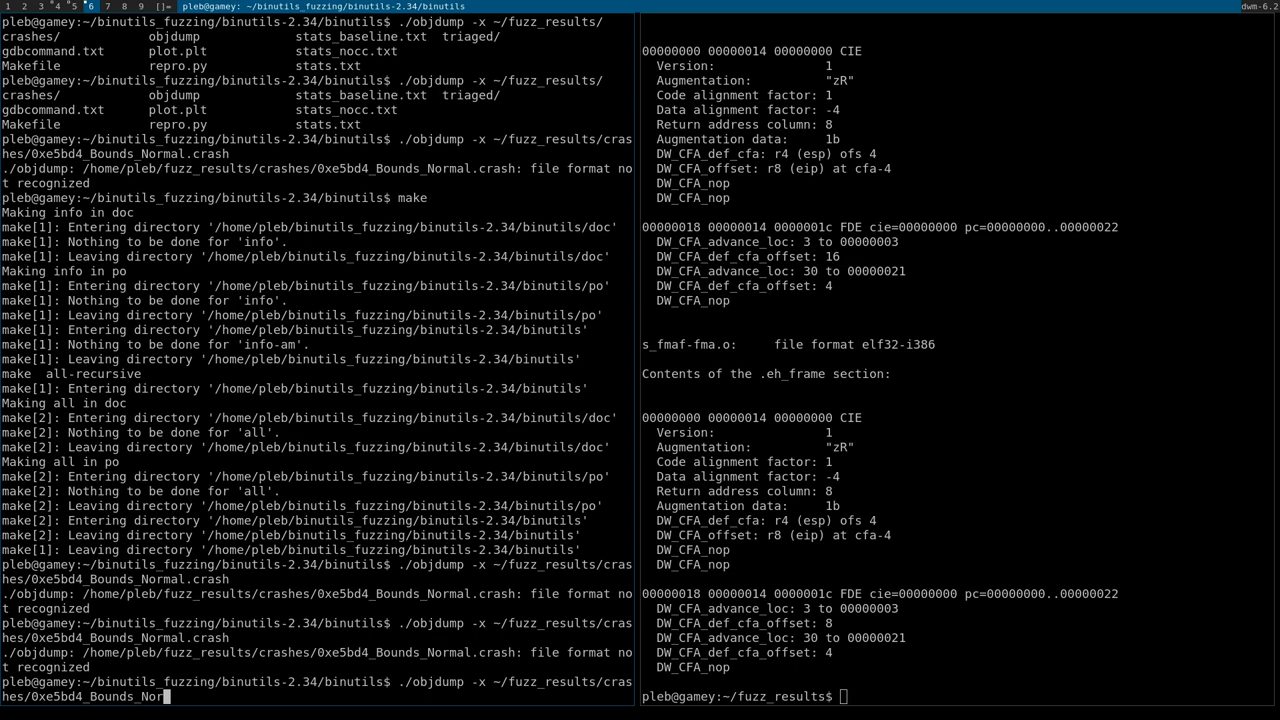 1 2 3 4 5 6 7 8 9 []= pleb@gamey: ~/binutils_fuzzing/binutils-2.34/binutils dwm-6.2
pleb@gamey:~/binutils_fuzzing/binutils-2.34/binutils$ ./objdump -x ~/fuzz_results/
crashes/ objdump stats_baseline.txt triaged/
gdbcommand.txt plot.plt stats_nocc.txt
Makefile repro.py stats.txt
pleb@gamey:~/binutils_fuzzing/binutils-2.34/binutils$ ./objdump -x ~/fuzz_results/
crashes/ objdump stats_baseline.txt triaged/
gdbcommand.txt plot.plt stats_nocc.txt
Makefile repro.py stats.txt
pleb@gamey:~/binutils_fuzzing/binutils-2.34/binutils$ ./objdump -x ~/fuzz_results/cras
hes/0xe5bd4_Bounds_Normal.crash
./objdump: /home/pleb/fuzz_results/crashes/0xe5bd4_Bounds_Normal.crash: file format no
t recognized
pleb@gamey:~/binutils_fuzzing/binutils-2.34/binutils$ make
Making info in doc
make[1]: Entering directory '/home/pleb/binutils_fuzzing/binutils-2.34/binutils/doc'
make[1]: Nothing to be done for 'info'.
make[1]: Leaving directory '/home/pleb/binutils_fuzzing/binutils-2.34/binutils/doc'
Making info in po
make[1]: Entering directory '/home/pleb/binutils_fuzzing/binutils-2.34/binutils/po'
make[1]: Nothing to be done for 'info'.
make[1]: Leaving directory '/home/pleb/binutils_fuzzing/binutils-2.34/binutils/po'
make[1]: Entering directory '/home/pleb/binutils_fuzzing/binutils-2.34/binutils'
make[1]: Nothing to be done for 'info-am'.
make[1]: Leaving directory '/home/pleb/binutils_fuzzing/binutils-2.34/binutils'
make  all-recursive
make[1]: Entering directory '/home/pleb/binutils_fuzzing/binutils-2.34/binutils'
Making all in doc
make[2]: Entering directory '/home/pleb/binutils_fuzzing/binutils-2.34/binutils/doc'
make[2]: Nothing to be done for 'all'.
make[2]: Leaving directory '/home/pleb/binutils_fuzzing/binutils-2.34/binutils/doc'
Making all in po
make[2]: Entering directory '/home/pleb/binutils_fuzzing/binutils-2.34/binutils/po'
make[2]: Nothing to be done for 'all'.
make[2]: Leaving directory '/home/pleb/binutils_fuzzing/binutils-2.34/binutils/po'
make[2]: Entering directory '/home/pleb/binutils_fuzzing/binutils-2.34/binutils'
make[2]: Leaving directory '/home/pleb/binutils_fuzzing/binutils-2.34/binutils'
make[1]: Leaving directory '/home/pleb/binutils_fuzzing/binutils-2.34/binutils'
pleb@gamey:~/binutils_fuzzing/binutils-2.34/binutils$ ./objdump -x ~/fuzz_results/cras
hes/0xe5bd4_Bounds_Normal.crash
./objdump: /home/pleb/fuzz_results/crashes/0xe5bd4_Bounds_Normal.crash: file format no
t recognized
pleb@gamey:~/binutils_fuzzing/binutils-2.34/binutils$ ./objdump -x ~/fuzz_results/cras
hes/0xe5bd4_Bounds_Normal.crash
./objdump: /home/pleb/fuzz_results/crashes/0xe5bd4_Bounds_Normal.crash: file format no
t recognized
pleb@gamey:~/binutils_fuzzing/binutils-2.34/binutils$ ./objdump -x ~/fuzz_results/cras
hes/0xe5bd4_Bounds_Nor
00000000 00000014 00000000 CIE
Version: 1
Augmentation: "zR"
Code alignment factor: 1
Data alignment factor: -4
Return address column: 8
Augmentation data: 1b
DW_CFA_def_cfa: r4 (esp) ofs 4
DW_CFA_offset: r8 (eip) at cfa-4
DW_CFA_nop
DW_CFA_nop
00000018 00000014 0000001c FDE cie=00000000 pc=00000000..00000022
DW_CFA_advance_loc: 3 to 00000003
DW_CFA_def_cfa_offset: 16
DW_CFA_advance_loc: 30 to 00000021
DW_CFA_def_cfa_offset: 4
DW_CFA_nop
s_fmaf-fma.o: file format elf32-i386
Contents of the .eh_frame section:
00000000 00000014 00000000 CIE
Version: 1
Augmentation: "zR"
Code alignment factor: 1
Data alignment factor: -4
Return address column: 8
Augmentation data: 1b
DW_CFA_def_cfa: r4 (esp) ofs 4
DW_CFA_offset: r8 (eip) at cfa-4
DW_CFA_nop
DW_CFA_nop
00000018 00000014 0000001c FDE cie=00000000 pc=00000000..00000022
DW_CFA_advance_loc: 3 to 00000003
DW_CFA_def_cfa_offset: 8
DW_CFA_advance_loc: 30 to 00000021
DW_CFA_def_cfa_offset: 4
DW_CFA_nop
pleb@gamey:~/fuzz_results$